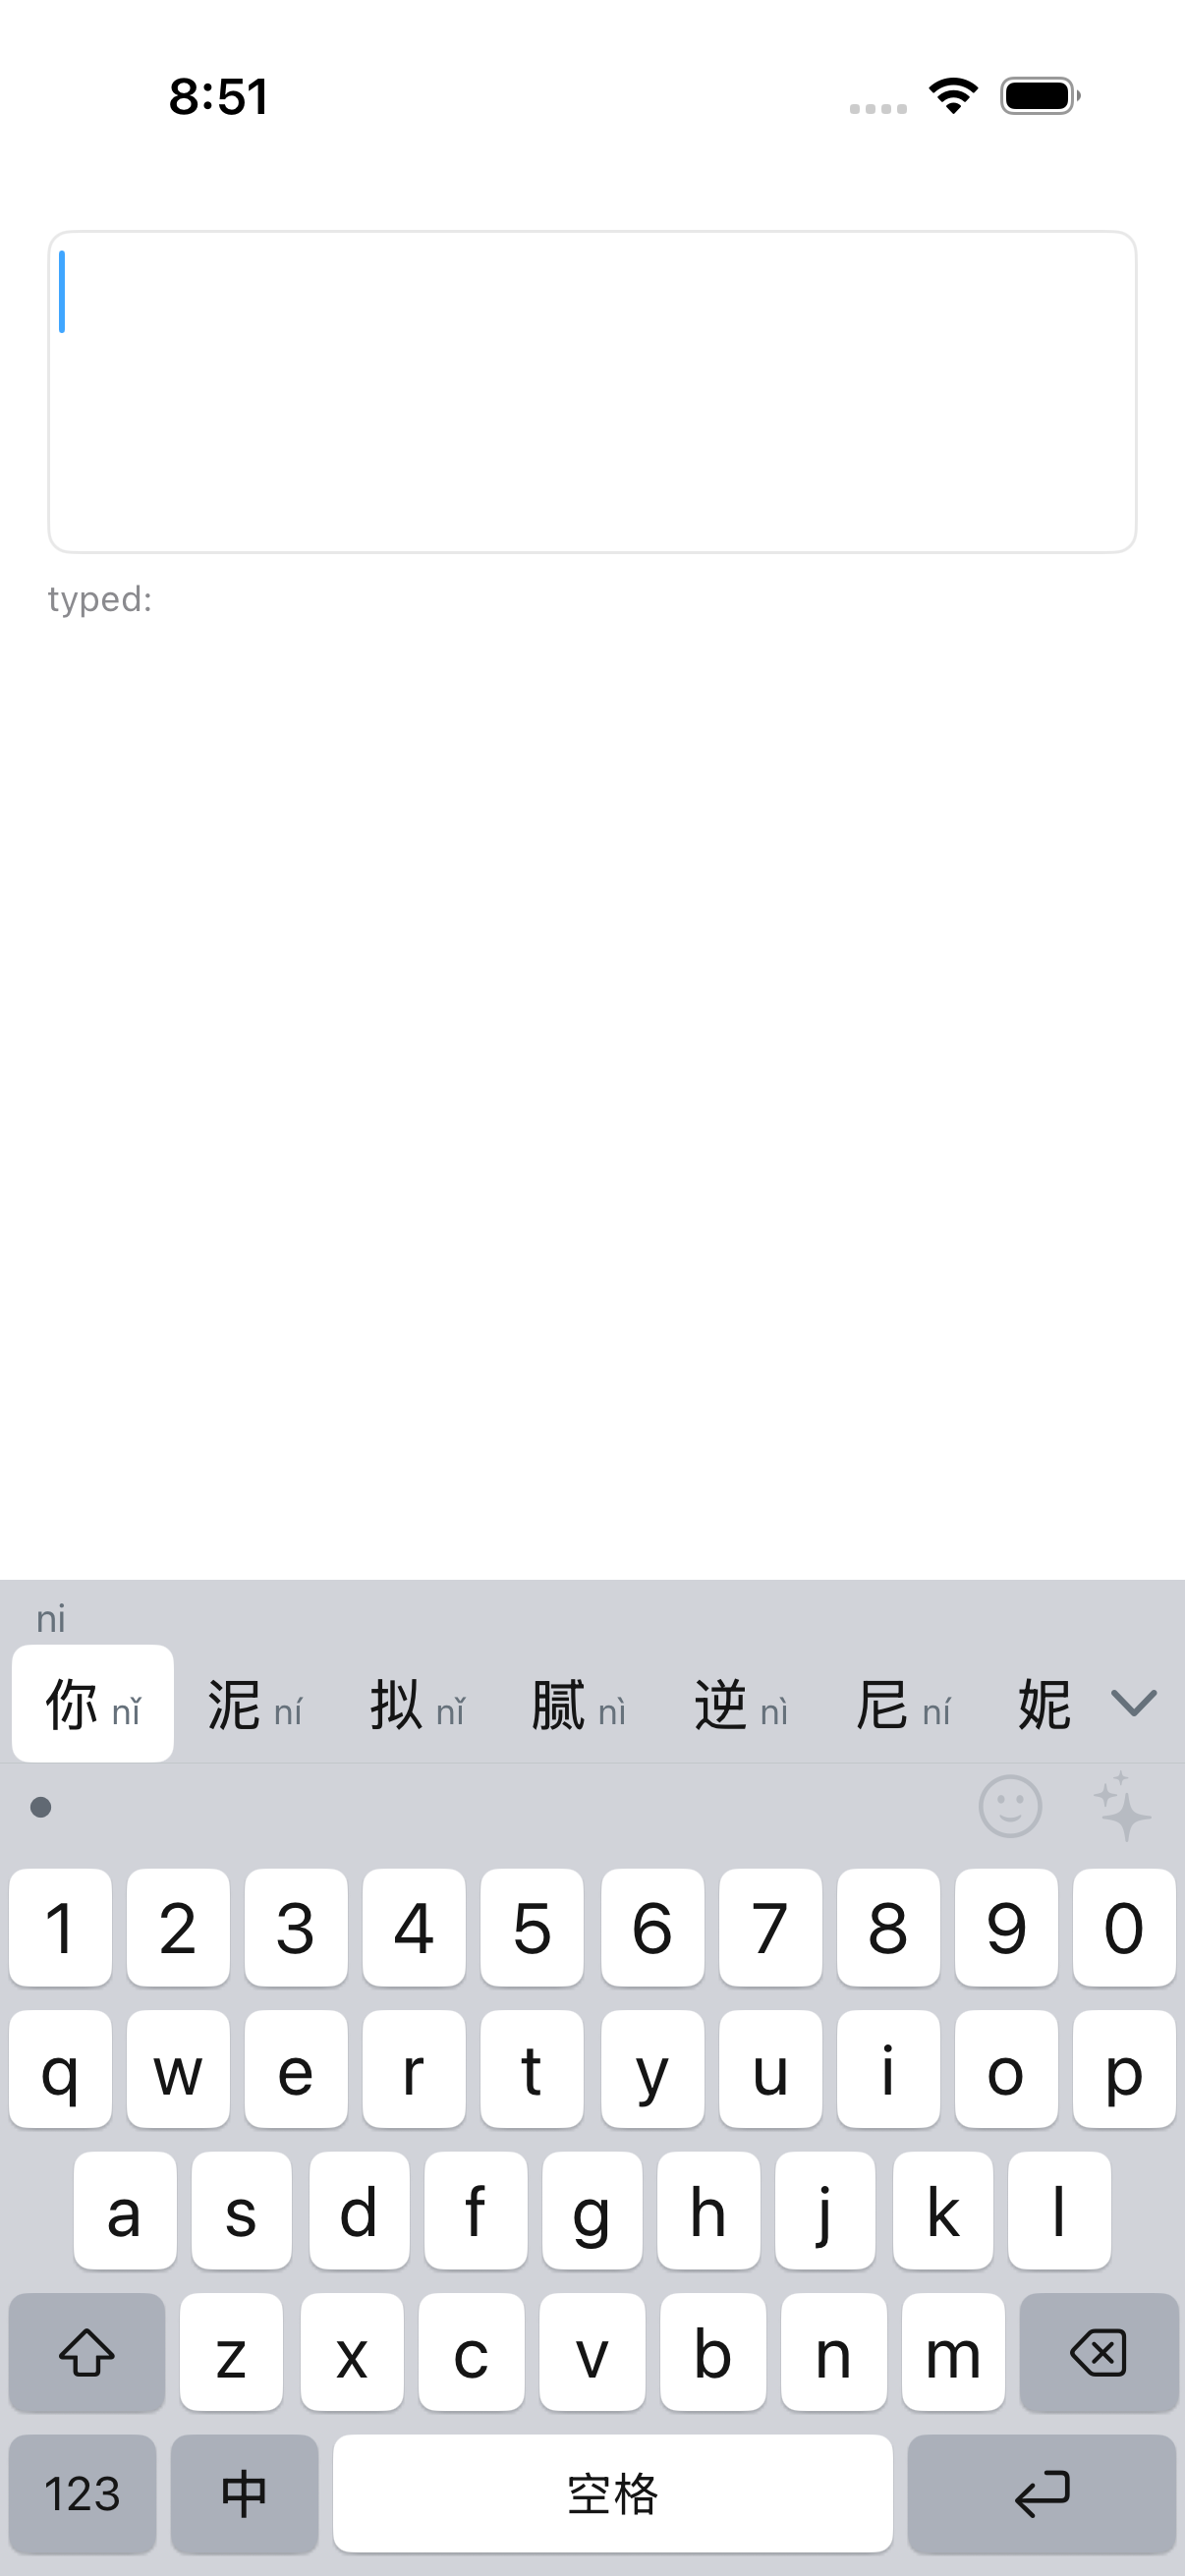 8:51
typed:
ni
你 nǐ 泥 ní 拟 nǐ 腻 nì 逆 nì 尼 ní 妮
1 2 3 4 5 6 7 8 9 0
q w e r t y u i o p
a s d f g h j k l
z x c v b n m
123 中 空格